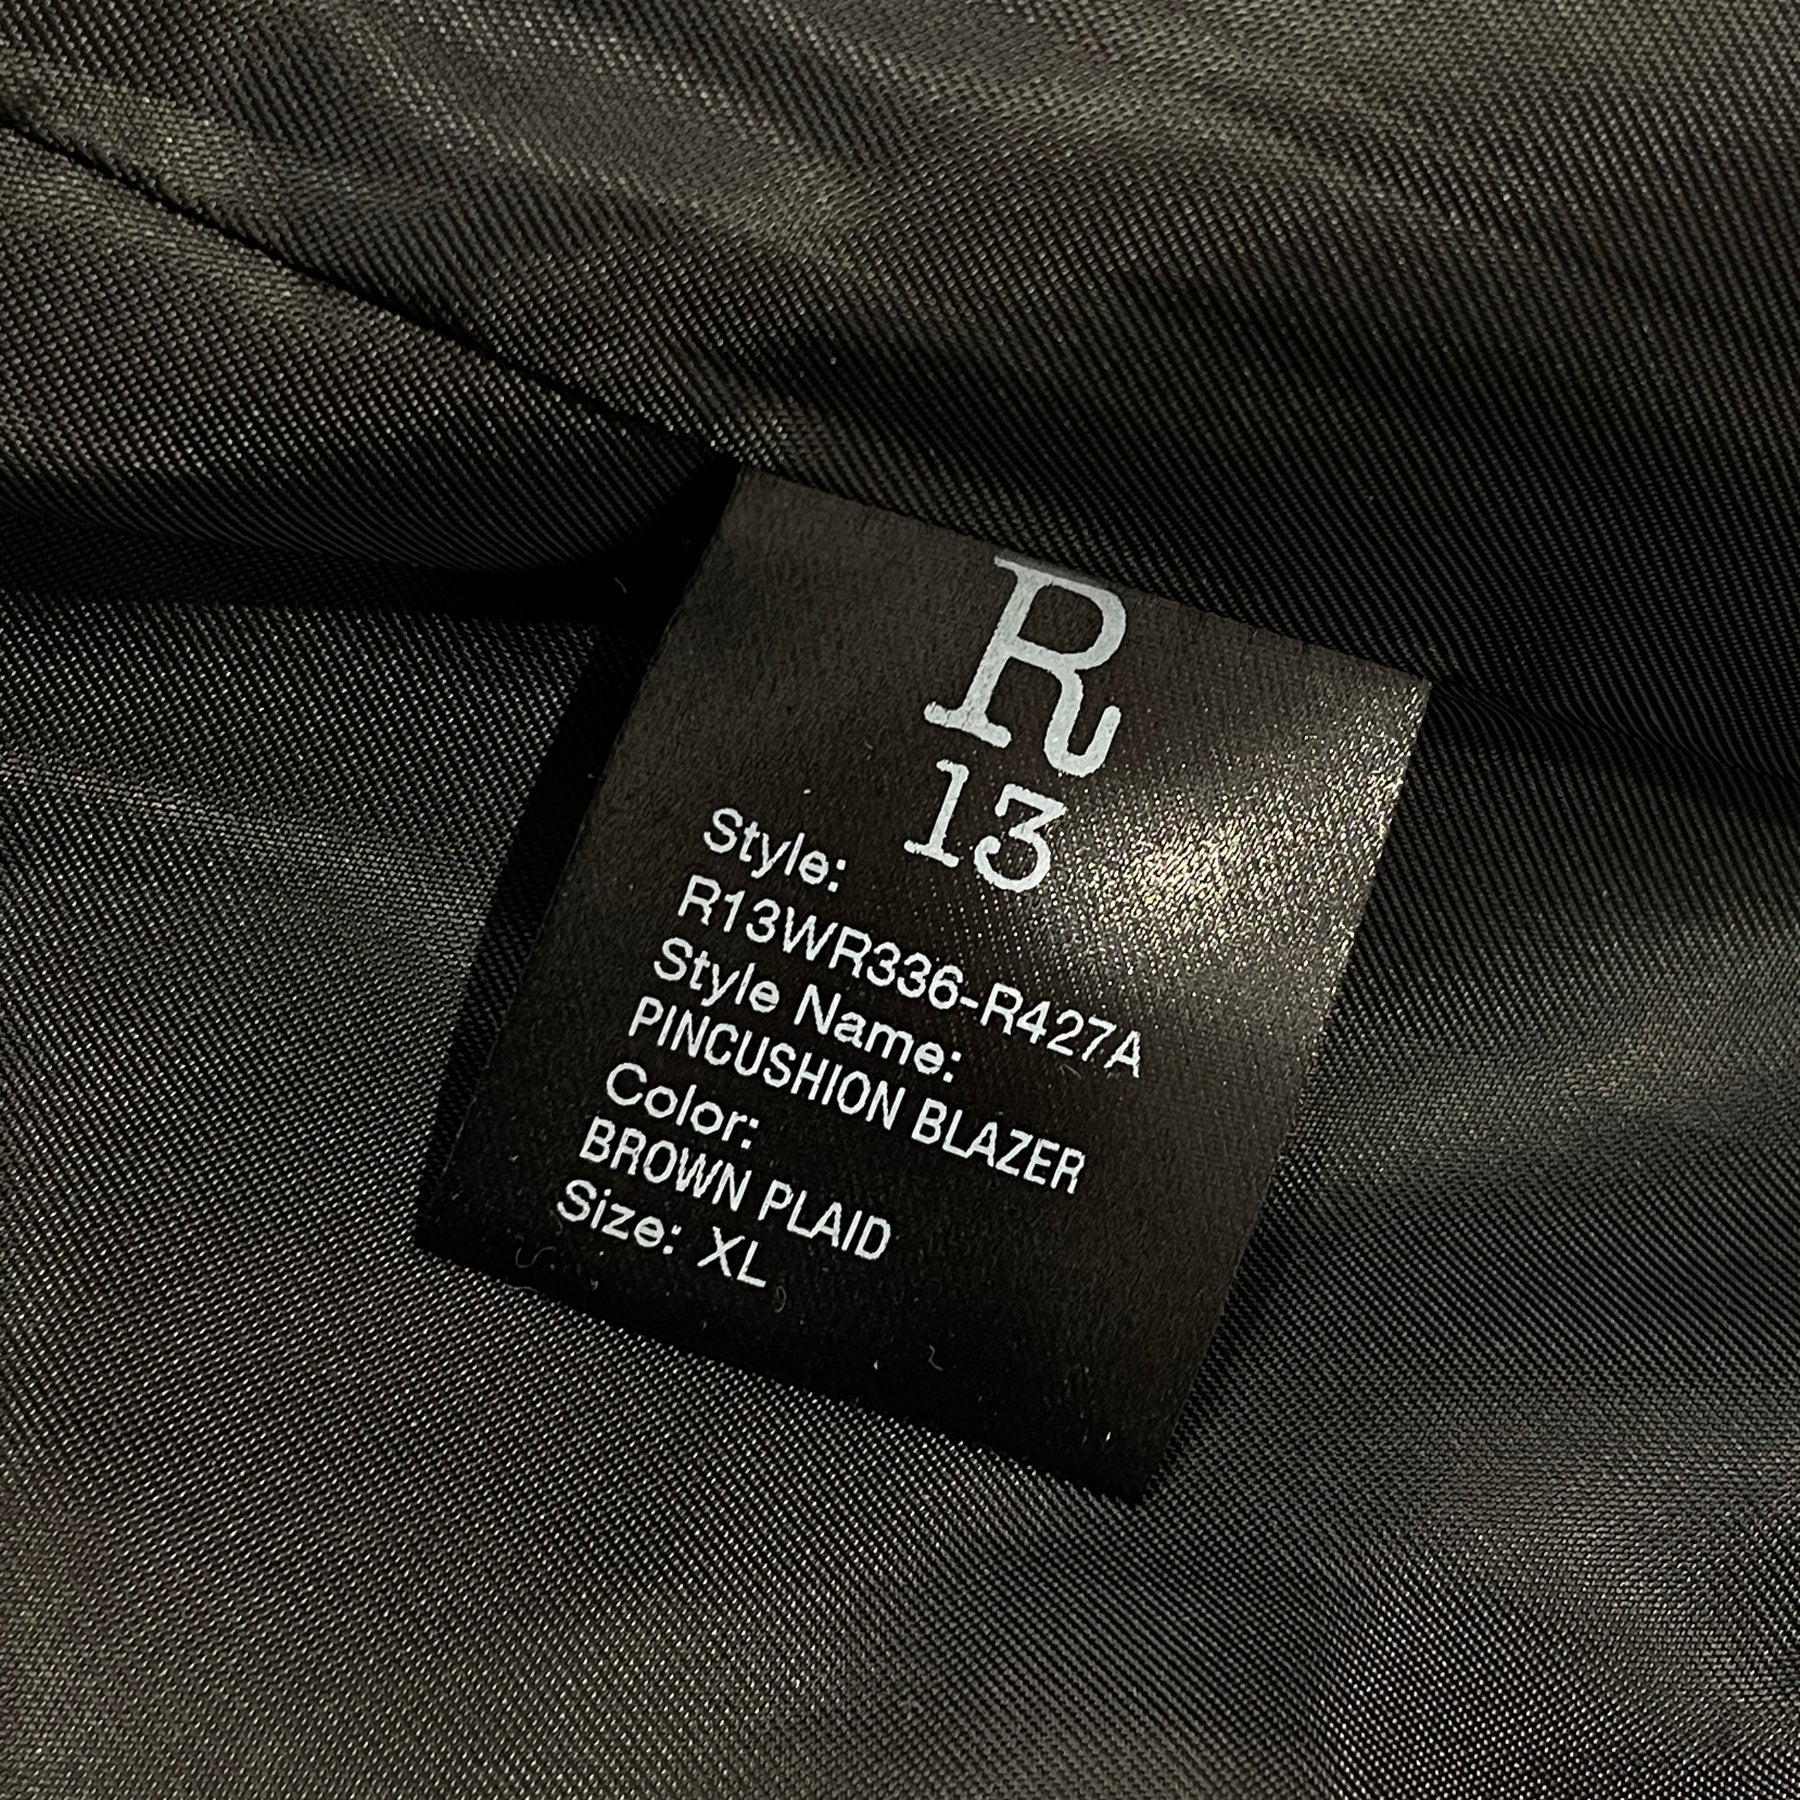 R
13
Style:
R13WR336-R427A
Style Name:
PINCUSHION BLAZER
Color:
BROWN PLAID
Size: XL